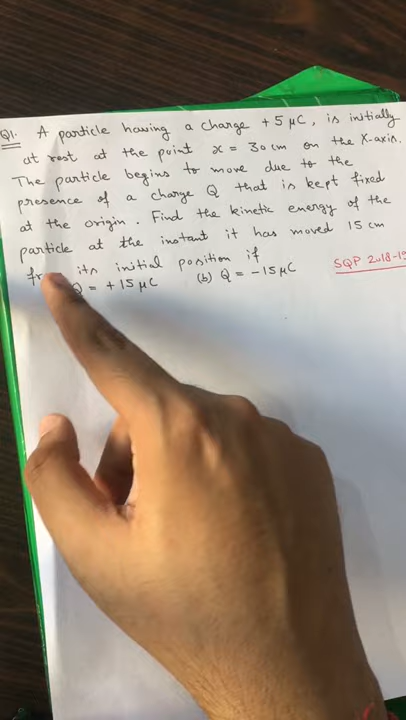 Q1. A particle having a charge +5 μC, is initially
at rest at the point x = 30 cm on the X-axis.
The particle begins to move due to the
presence of a charge Q that is kept fixed
at the origin. Find the kinetic energy of the
particle at the instant it has moved 15 cm
its initial position if
Q = +15 μC (b) Q = -15 μC
SQP 2018-19